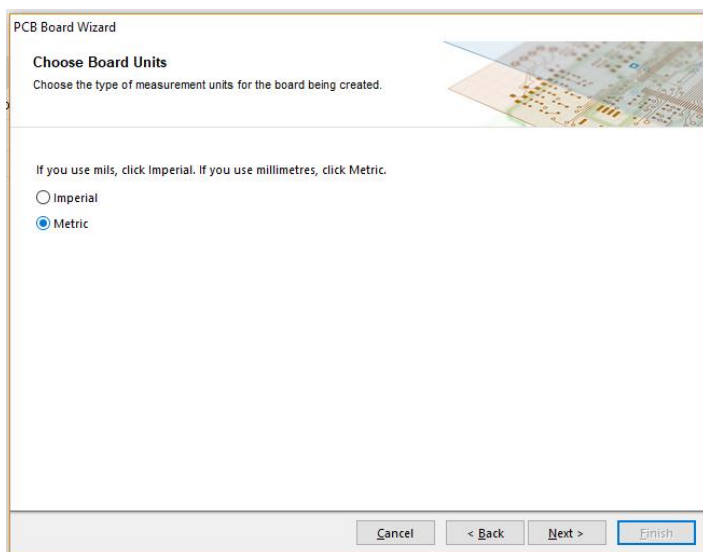 PCB Board Wizard
Choose Board Units
Choose the type of measurement units for the board being created.
If you use mils, click Imperial. If you use millimetres, click Metric.
Imperial
Metric
Cancel
< Back
Next >
Finish